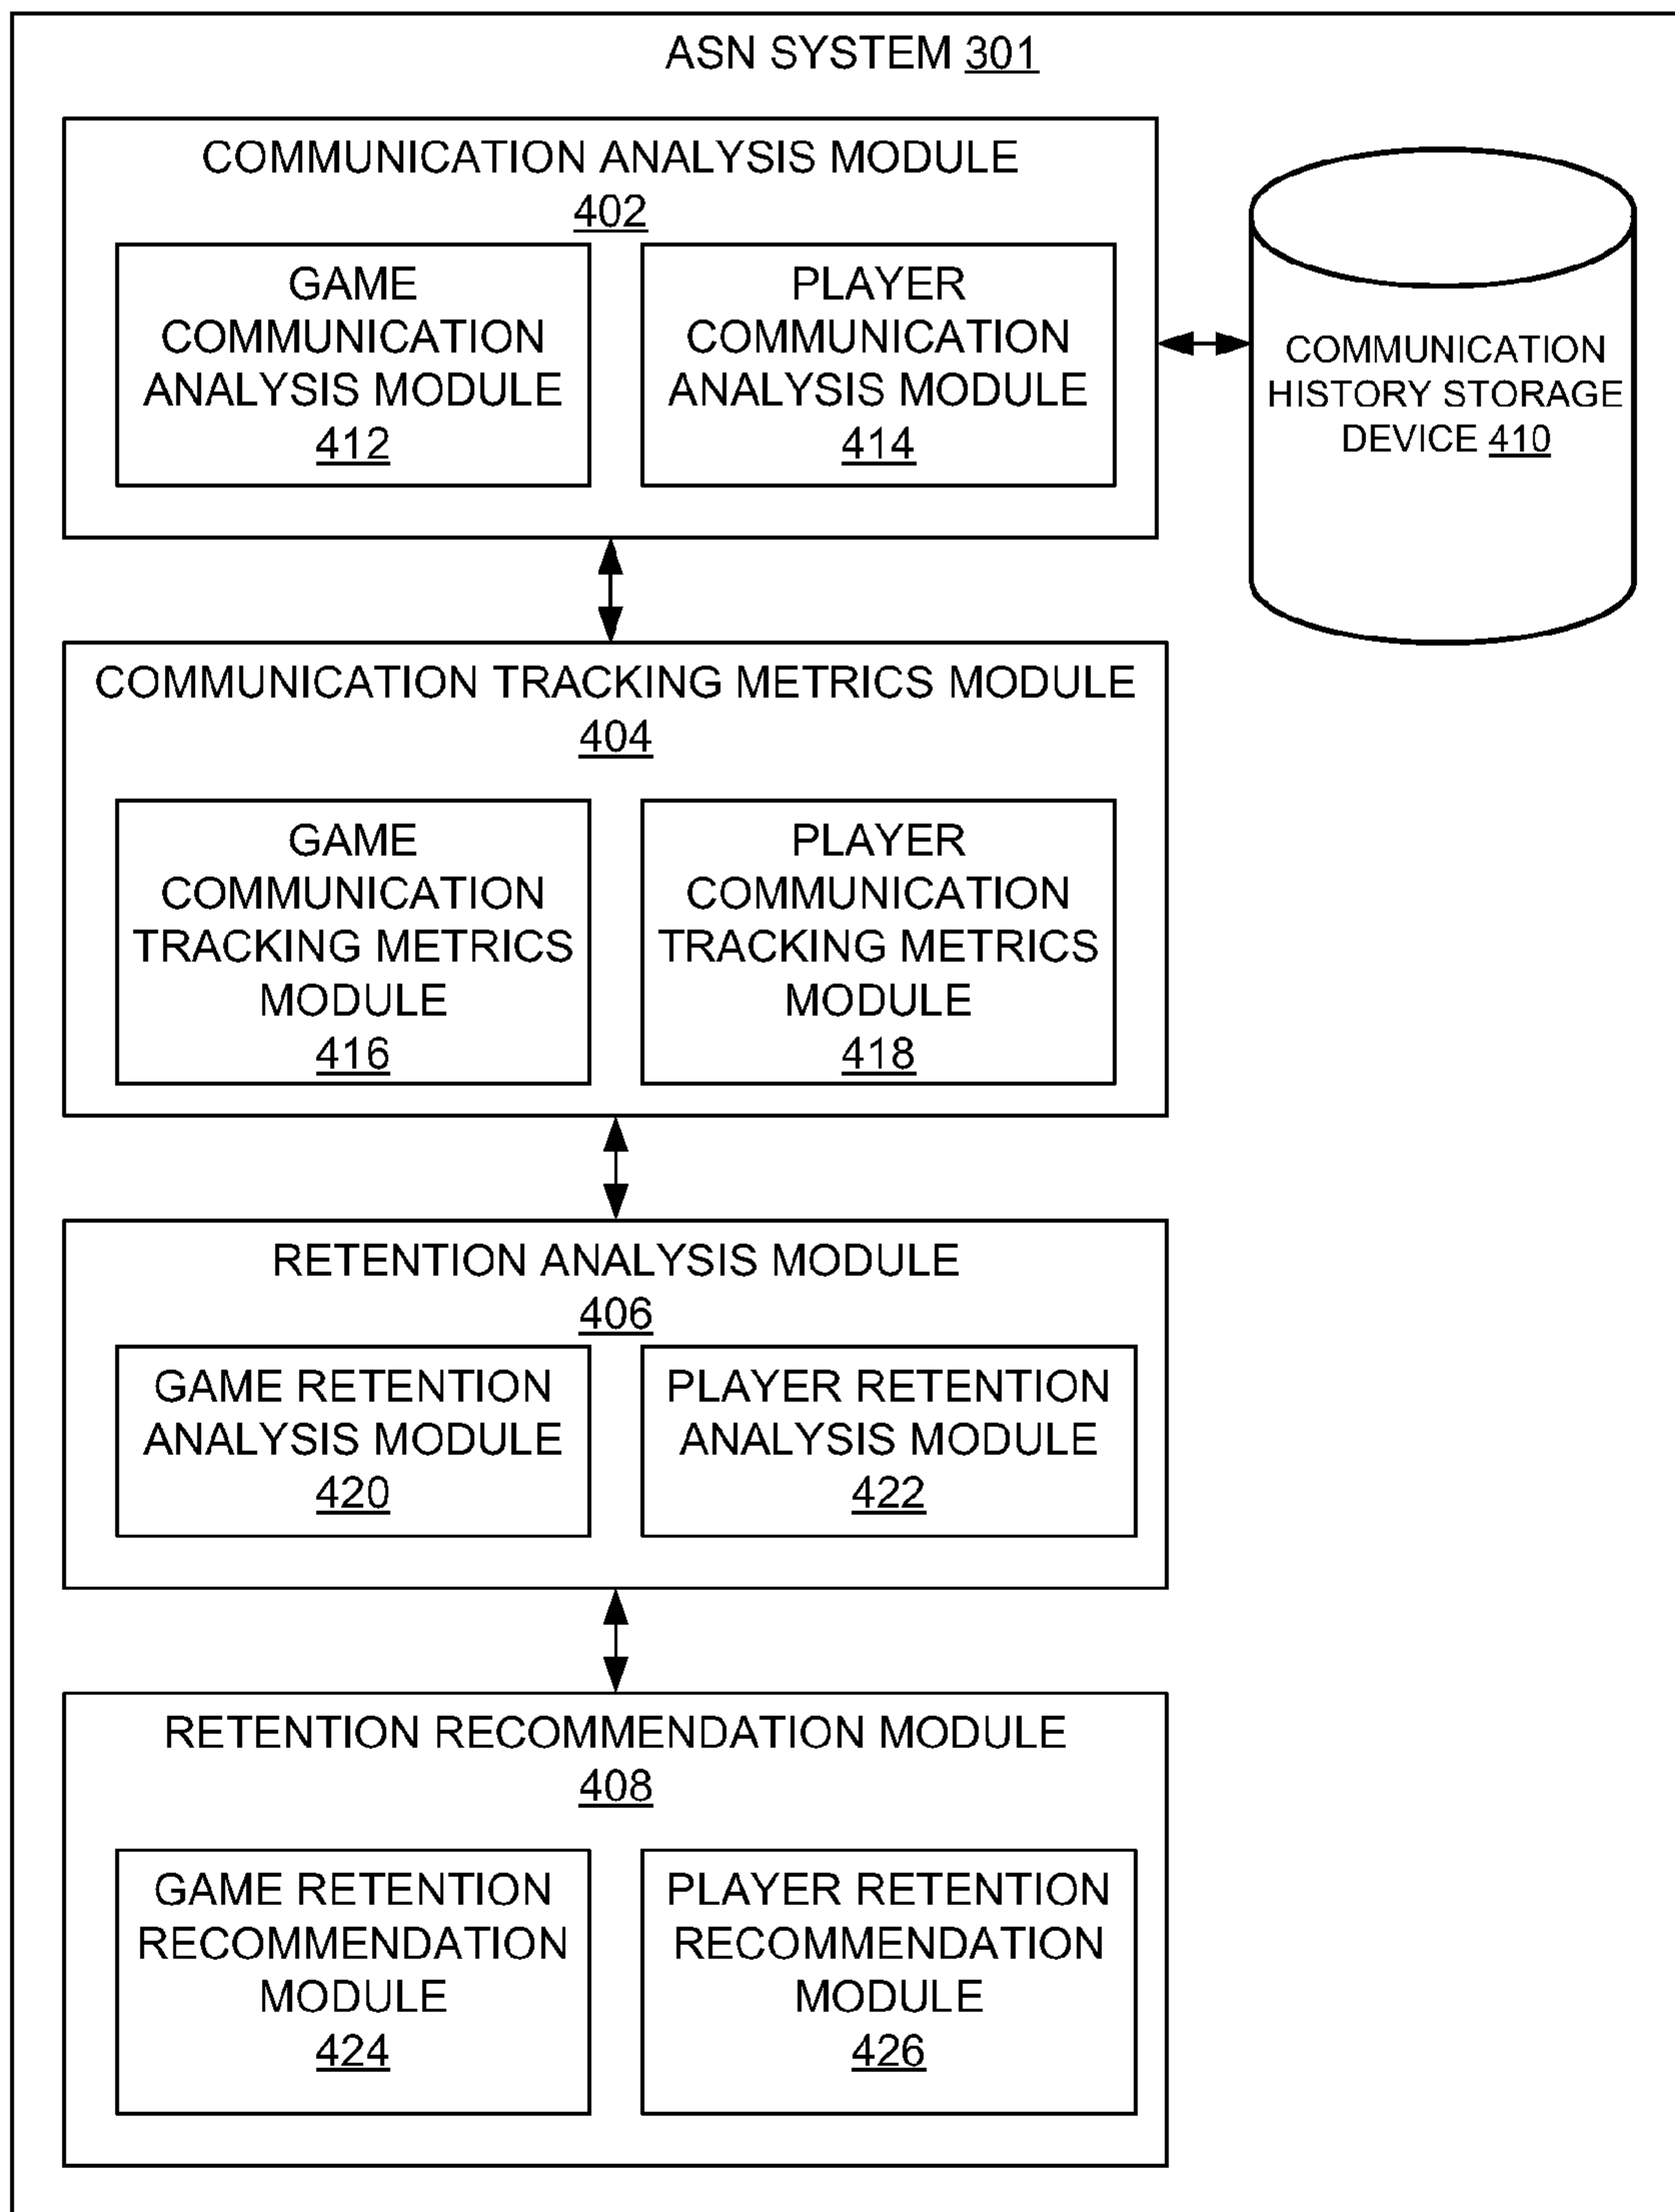 ASN SYSTEM 301
COMMUNICATION ANALYSIS MODULE
402
GAME
COMMUNICATION
ANALYSIS MODULE
412
PLAYER
COMMUNICATION
ANALYSIS MODULE
414
COMMUNICATION
HISTORY STORAGE
DEVICE 410
COMMUNICATION TRACKING METRICS MODULE
404
GAME
COMMUNICATION
TRACKING METRICS
MODULE
416
PLAYER
COMMUNICATION
TRACKING METRICS
MODULE
418
RETENTION ANALYSIS MODULE
406
GAME RETENTION
ANALYSIS MODULE
420
PLAYER RETENTION
ANALYSIS MODULE
422
RETENTION RECOMMENDATION MODULE
408
GAME RETENTION
RECOMMENDATION
MODULE
424
PLAYER RETENTION
RECOMMENDATION
MODULE
426